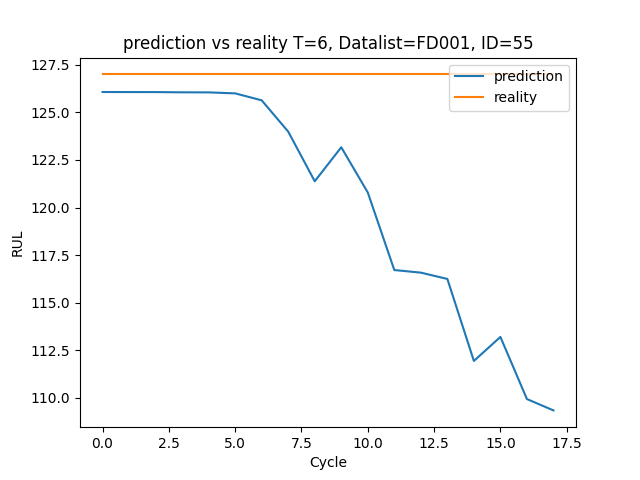 prediction vs reality T=6, Datalist=FD001, ID=55
prediction
reality
RUL
127.5
125.0
122.5
120.0
117.5
115.0
112.5
110.0
0.0 2.5 5.0 7.5 10.0 12.5 15.0 17.5
Cycle